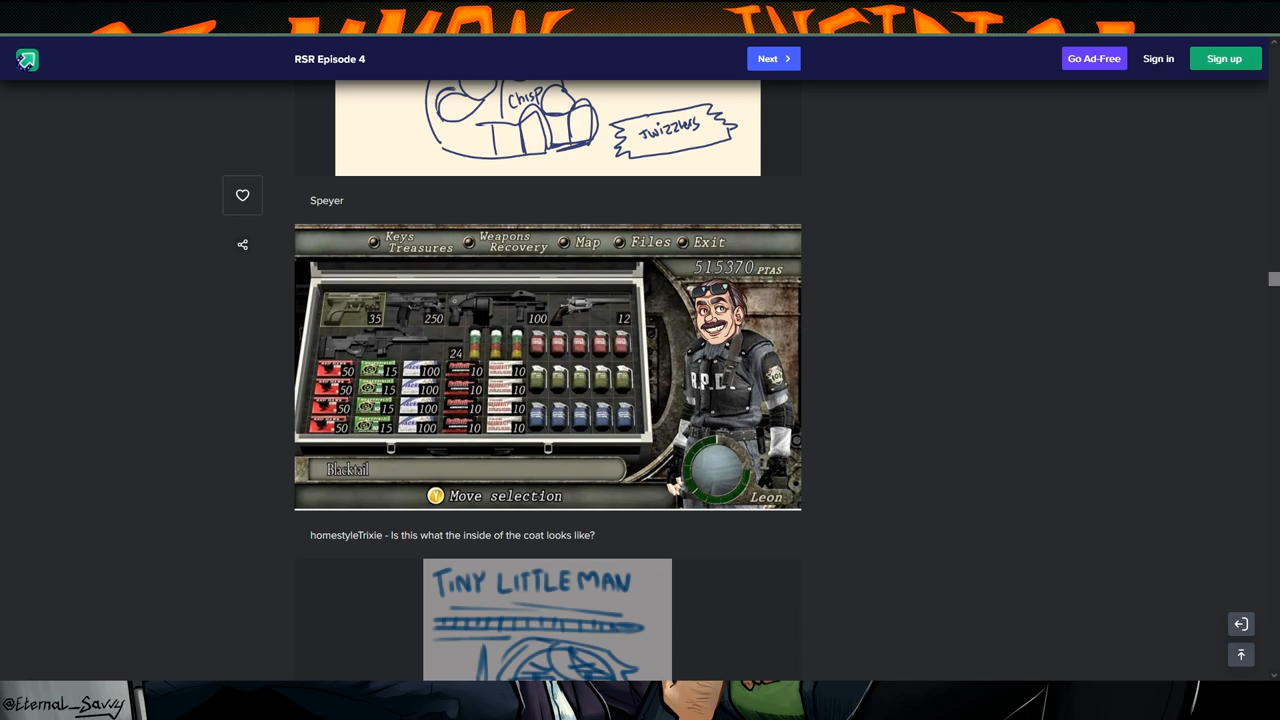 RSR Episode 4
Next
Go Ad-Free
Sign in
Sign up
Chisp
Twizzlers
Speyer
Keys
Treasures
Weapons
Recovery
Map
Files
Exit
515370 PTAS
35
250
100
12
24
50 15 100 10 10
50 15 100 10 10
50 15 100 10 10
50 15 100 10 10
R.P.D.
Blacktail
Y Move selection
Leon
homestyleTrixie - Is this what the inside of the coat looks like?
TINY LITTLE MAN
@Eternal_Savvy